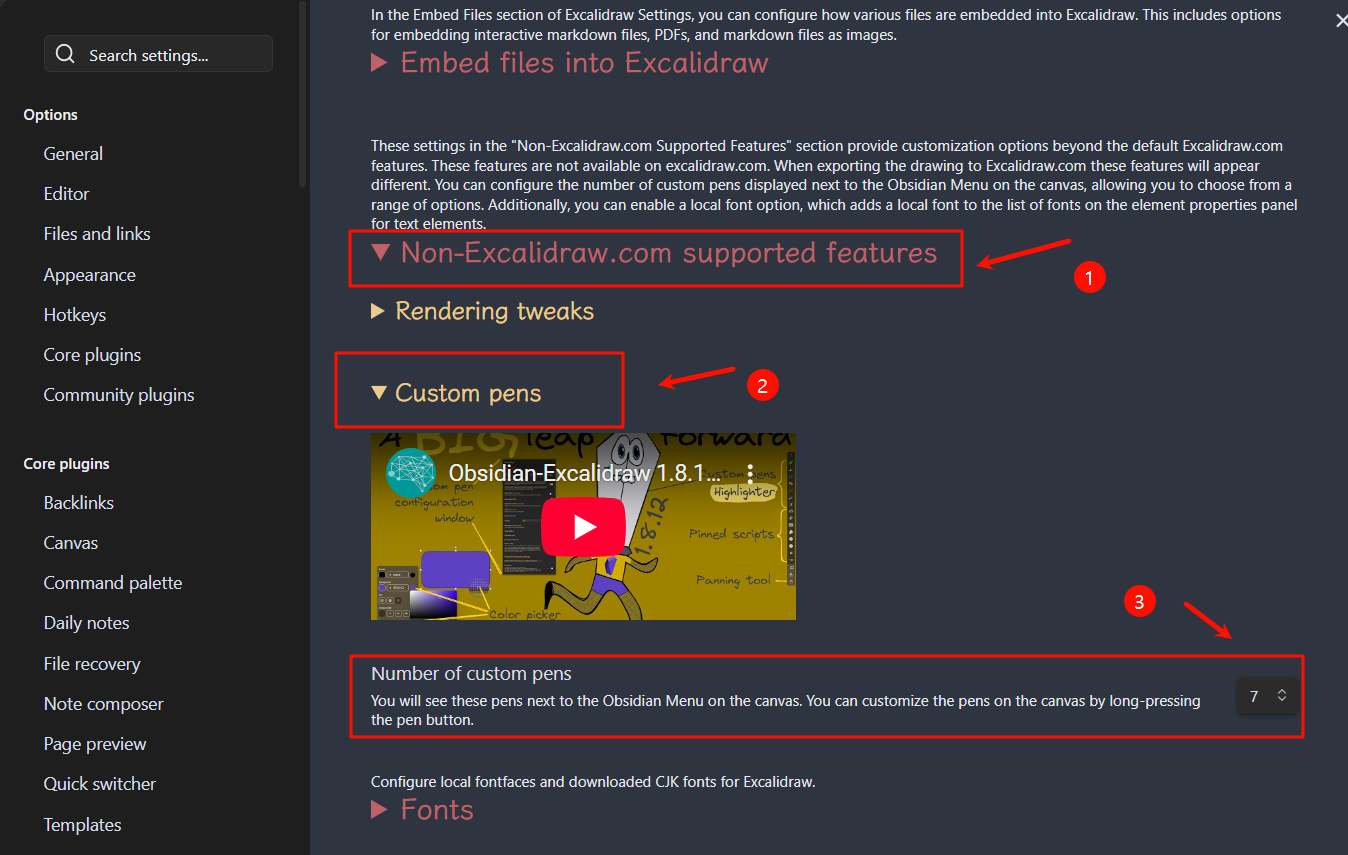 Search settings...
Options
General
Editor
Files and links
Appearance
Hotkeys
Core plugins
Community plugins
Core plugins
Backlinks
Canvas
Command palette
Daily notes
File recovery
Note composer
Page preview
Quick switcher
Templates
In the Embed Files section of Excalidraw Settings, you can configure how various files are embedded into Excalidraw. This includes options
for embedding interactive markdown files, PDFs, and markdown files as images.
Embed files into Excalidraw
These settings in the "Non-Excalidraw.com Supported Features" section provide customization options beyond the default Excalidraw.com
features. These features are not available on excalidraw.com. When exporting the drawing to Excalidraw.com these features will appear
different. You can configure the number of custom pens displayed next to the Obsidian Menu on the canvas, allowing you to choose from a
range of options. Additionally, you can enable a local font option, which adds a local font to the list of fonts on the element properties panel
for text elements.
Non-Excalidraw.com supported features
1
Rendering tweaks
Custom pens
2
A BIG, leap forward
Obsidian-Excalidraw 1.8.1...
om pen
configuration
window
Custom pens
Highlighter
1.8.12
Pinned scripts
Panning tool
Color picker
3
Number of custom pens
You will see these pens next to the Obsidian Menu on the canvas. You can customize the pens on the canvas by long-pressing
the pen button.
7
Configure local fontfaces and downloaded CJK fonts for Excalidraw.
Fonts